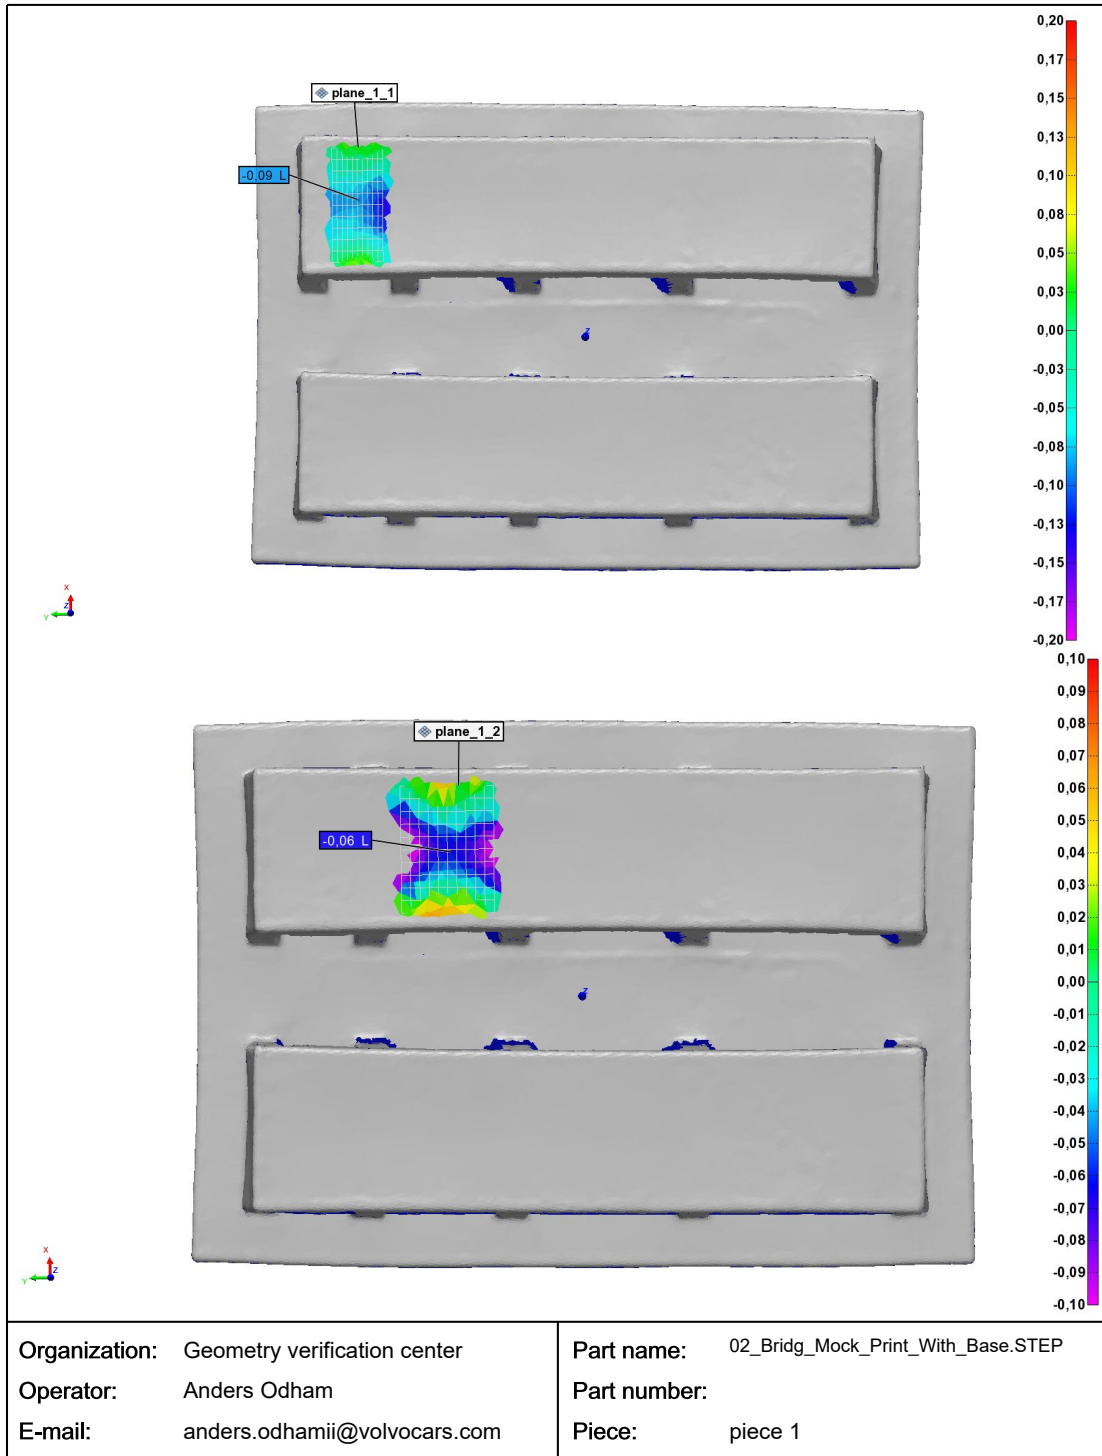 0,20
0,17
0,15
0,13
0,10
0,08
0,05
0,03
0,00
-0,03
-0,05
-0,08
-0,10
-0,13
-0,15
-0,17
-0,20
plane_1_1
-0,09 L
Z
X
Z
Y
0,10
0,09
0,08
0,07
0,06
0,05
0,04
0,03
0,02
0,01
0,00
-0,01
-0,02
-0,03
-0,04
-0,05
-0,06
-0,07
-0,08
-0,09
-0,10
plane_1_2
-0,06 L
Z
X
Z
Y
Organization: Geometry verification center
Operator: Anders Odham
E-mail: anders.odhamii@volvocars.com
Part name: 02_Bridg_Mock_Print_With_Base.STEP
Part number:
Piece: piece 1